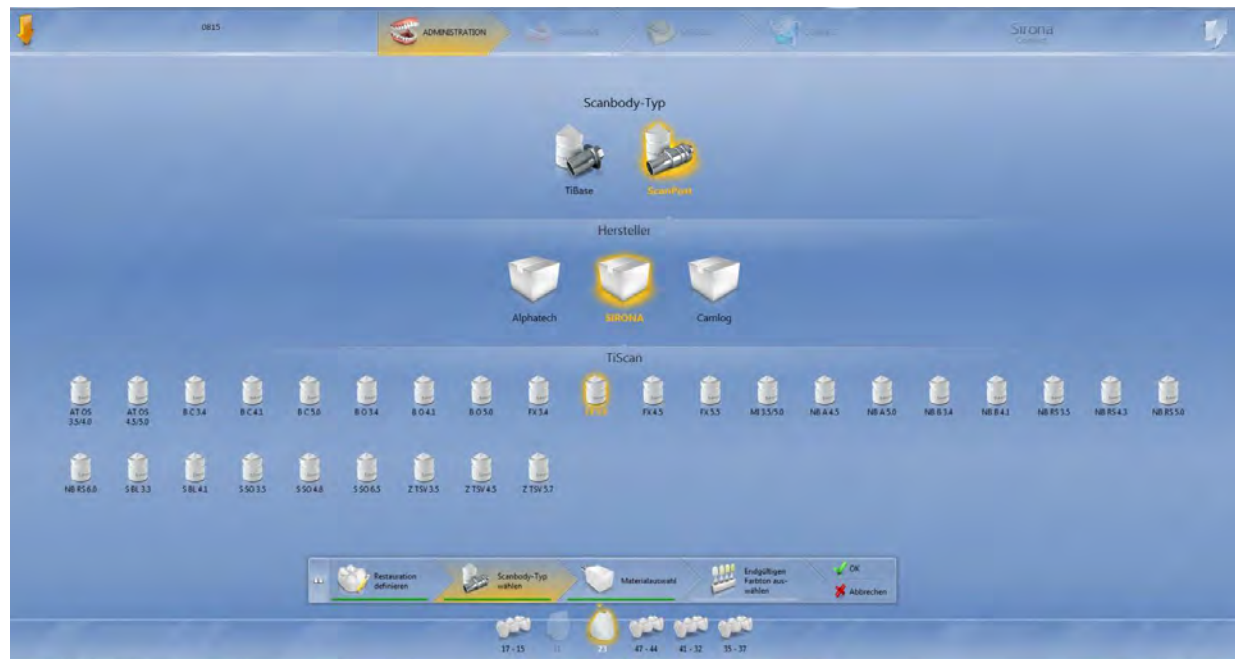 0815
ADMINISTRATION
Sirona
Connect
Scanbody-Typ
TiBase
ScanPost
Hersteller
Alphatech
SIRONA
Camlog
TiScan
AT OS
3.5/4.0
AT OS
4.5/5.0
B C 3.4
B C 4.1
B C 5.0
B O 3.4
B O 4.1
B O 5.0
FX 3.4
FX 4.5
FX 5.5
NB A 4.5
NB A 5.0
NB B 3.4
NB B 4.1
NB RS 3.5
NB RS 4.3
NB RS 5.0
NB RS 6.0
S BL 3.3
S BL 4.1
S SO 3.5
S SO 4.8
S SO 6.5
Z TSV 3.5
Z TSV 4.5
Z TSV 5.7
Restauration
definieren
Scanbody-Typ
wählen
Materialauswahl
Endgültigen
Farbton aus-
wählen
OK
Abbrechen
17 - 15
11
23
47 - 44
41 - 32
35 - 37